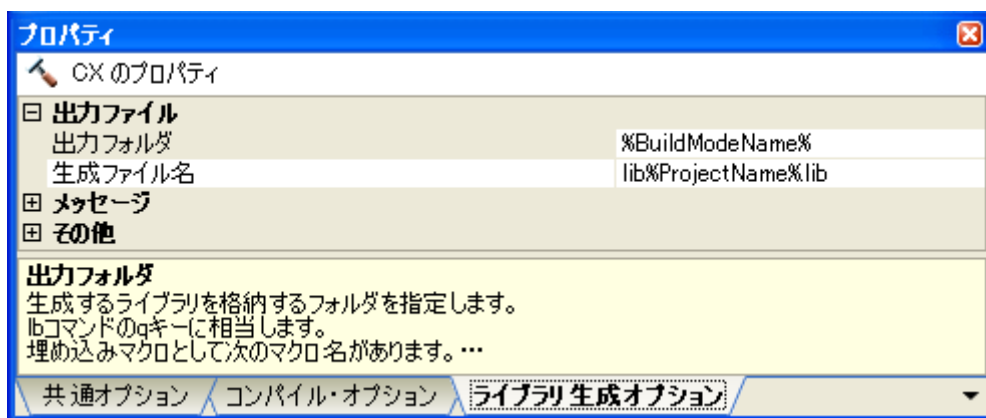 プロパティ
CX のプロパティ
出力ファイル
出力フォルダ %BuildModeName%
生成ファイル名 lib%ProjectName%.lib
メッセージ
その他
出力フォルダ
生成するライブラリを格納するフォルダを指定します。
lbコマンドのqキーに相当します。
埋め込みマクロとして次のマクロ名があります。…
共通オプション コンパイル・オプション ライブラリ生成オプション